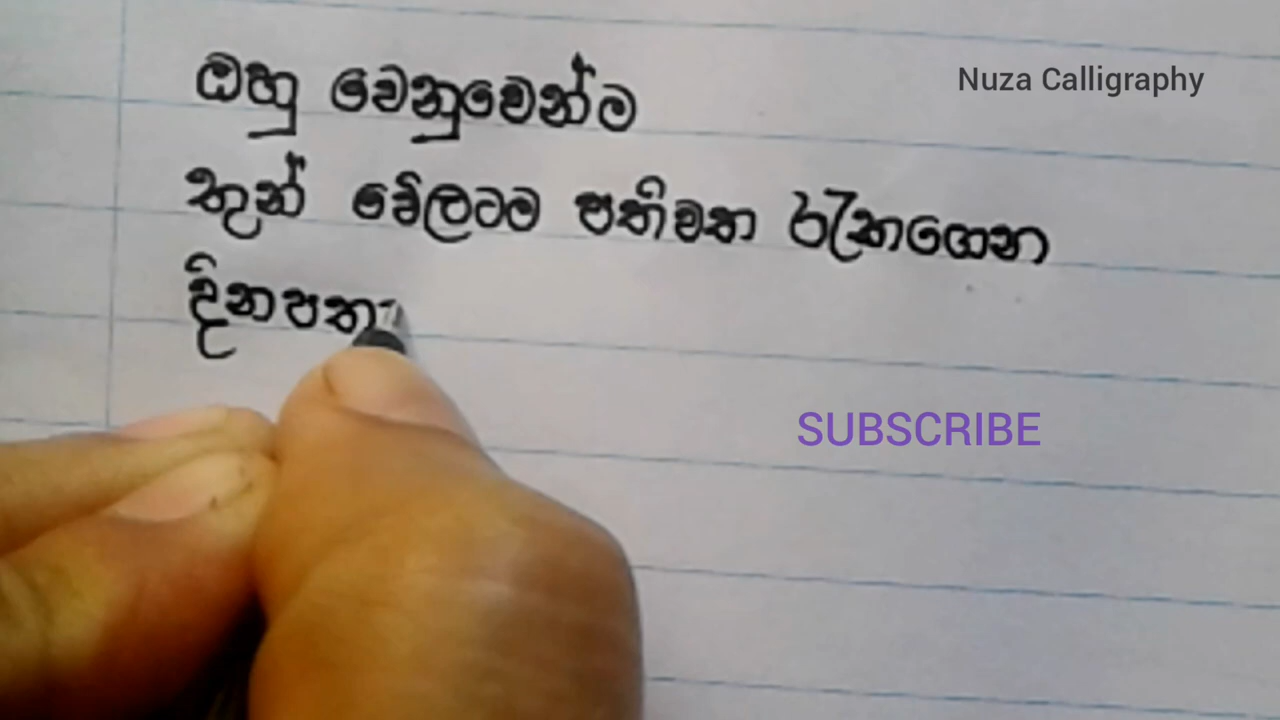 ඔහු වෙනුවෙන්ම
Nuza Calligraphy
තුන් වේලටම පතිවත රැකගෙන
දිනපතා
SUBSCRIBE